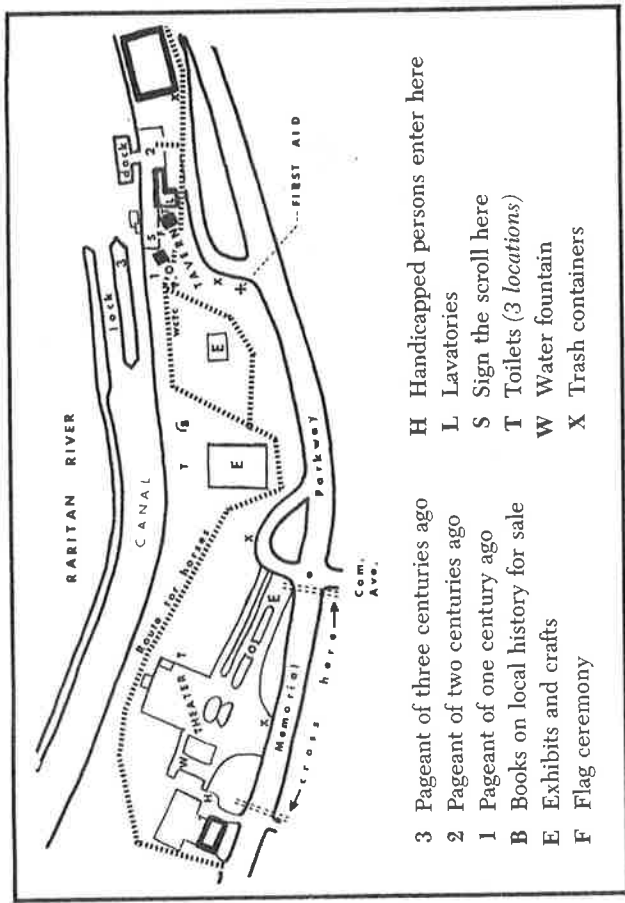 RARITAN RIVER
CANAL
lock
3
dock
2
1
S
L
TAVERN
wctc
Route for horses
T
E
E
B
X
FIRST AID
THEATER
T
W
H
E
X
X
Memorial
Parkway
cross here
Com.
Ave.
3 Pageant of three centuries ago
2 Pageant of two centuries ago
1 Pageant of one century ago
B Books on local history for sale
E Exhibits and crafts
F Flag ceremony
H Handicapped persons enter here
L Lavatories
S Sign the scroll here
T Toilets (3 locations)
W Water fountain
X Trash containers